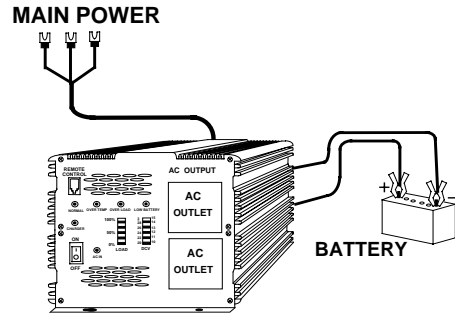 MAIN POWER
REMOTE
CONTROL
AC OUTPUT
AC
OUTLET
NORMAL OVER TEMP OVER LOAD LOW BATTERY
CHARGER
100%
50%
0%
LOAD
DCV
ON
OFF
AC IN
AC
OUTLET
+
−
BATTERY